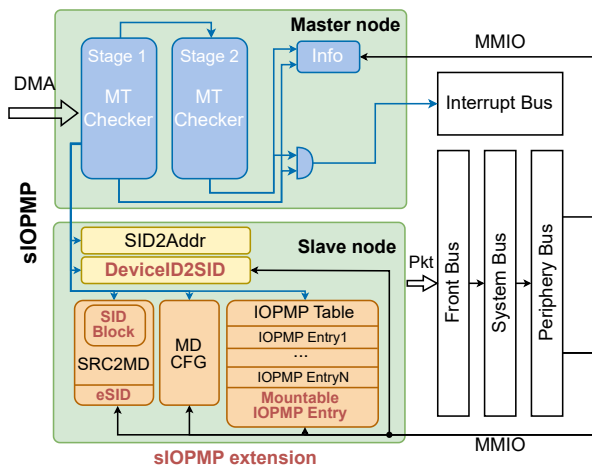 Master node
MMIO
Stage 1
Stage 2
Info
DMA
MT
Checker
MT
Checker
Interrupt Bus
sIOPMP
SID2Addr
Slave node
DeviceID2SID
Pkt
Front Bus
System Bus
Periphery Bus
SID
Block
SRC2MD
eSID
MD
CFG
IOPMP Table
IOPMP Entry1
...
IOPMP EntryN
Mountable
IOPMP Entry
MMIO
sIOPMP extension